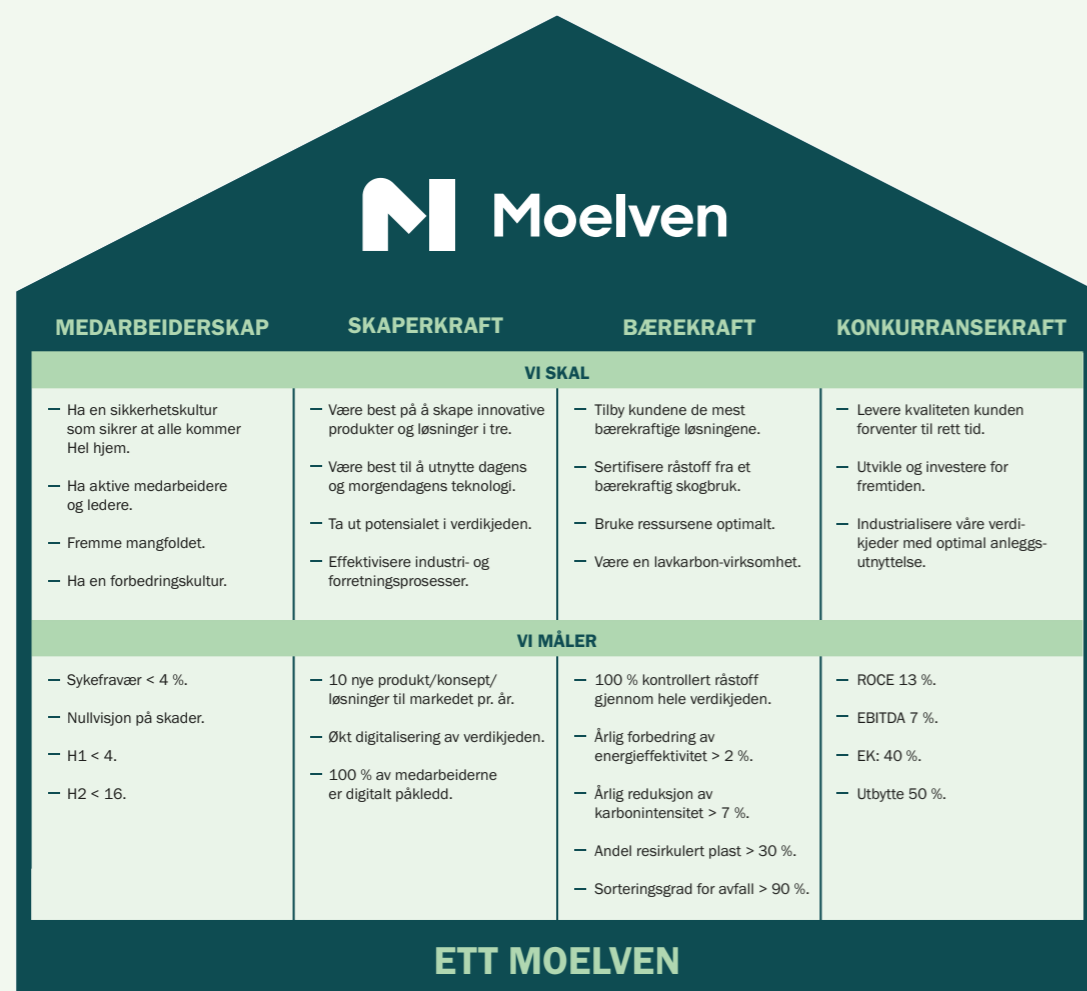 Moelven
MEDARBEIDERSKAP
SKAPERKRAFT
BÆREKRAFT
KONKURRANSEKRAFT
VI SKAL
— Ha en sikkerhetskultur
som sikrer at alle kommer
Hel hjem.
— Ha aktive medarbeidere
og ledere.
— Fremme mangfoldet.
— Ha en forbedringskultur.
— Være best på å skape innovative
produkter og løsninger i tre.
— Være best til å utnytte dagens
og morgendagens teknologi.
— Ta ut potensialet i verdikjeden.
— Effektivisere industri- og
forretningsprosesser.
— Tilby kundene de mest
bærekraftige løsningene.
— Sertifisere råstoff fra et
bærekraftig skogbruk.
— Bruke ressursene optimalt.
— Være en lavkarbon-virksomhet.
— Levere kvaliteten kunden
forventer til rett tid.
— Utvikle og investere for
fremtiden.
— Industrialisere våre verdi-
kjeder med optimal anleggs-
utnyttelse.
VI MÅLER
— Sykefravær < 4 %.
— Nullvisjon på skader.
— H1 < 4.
— H2 < 16.
— 10 nye produkt/konsept/
løsninger til markedet pr. år.
— Økt digitalisering av verdikjeden.
— 100 % av medarbeiderne
er digitalt påkledd.
— 100 % kontrollert råstoff
gjennom hele verdikjeden.
— Årlig forbedring av
energieffektivitet > 2 %.
— Årlig reduksjon av
karbonintensitet > 7 %.
— Andel resirkulert plast > 30 %.
— Sorteringsgrad for avfall > 90 %.
— ROCE 13 %.
— EBITDA 7 %.
— EK: 40 %.
— Utbytte 50 %.
ETT MOELVEN